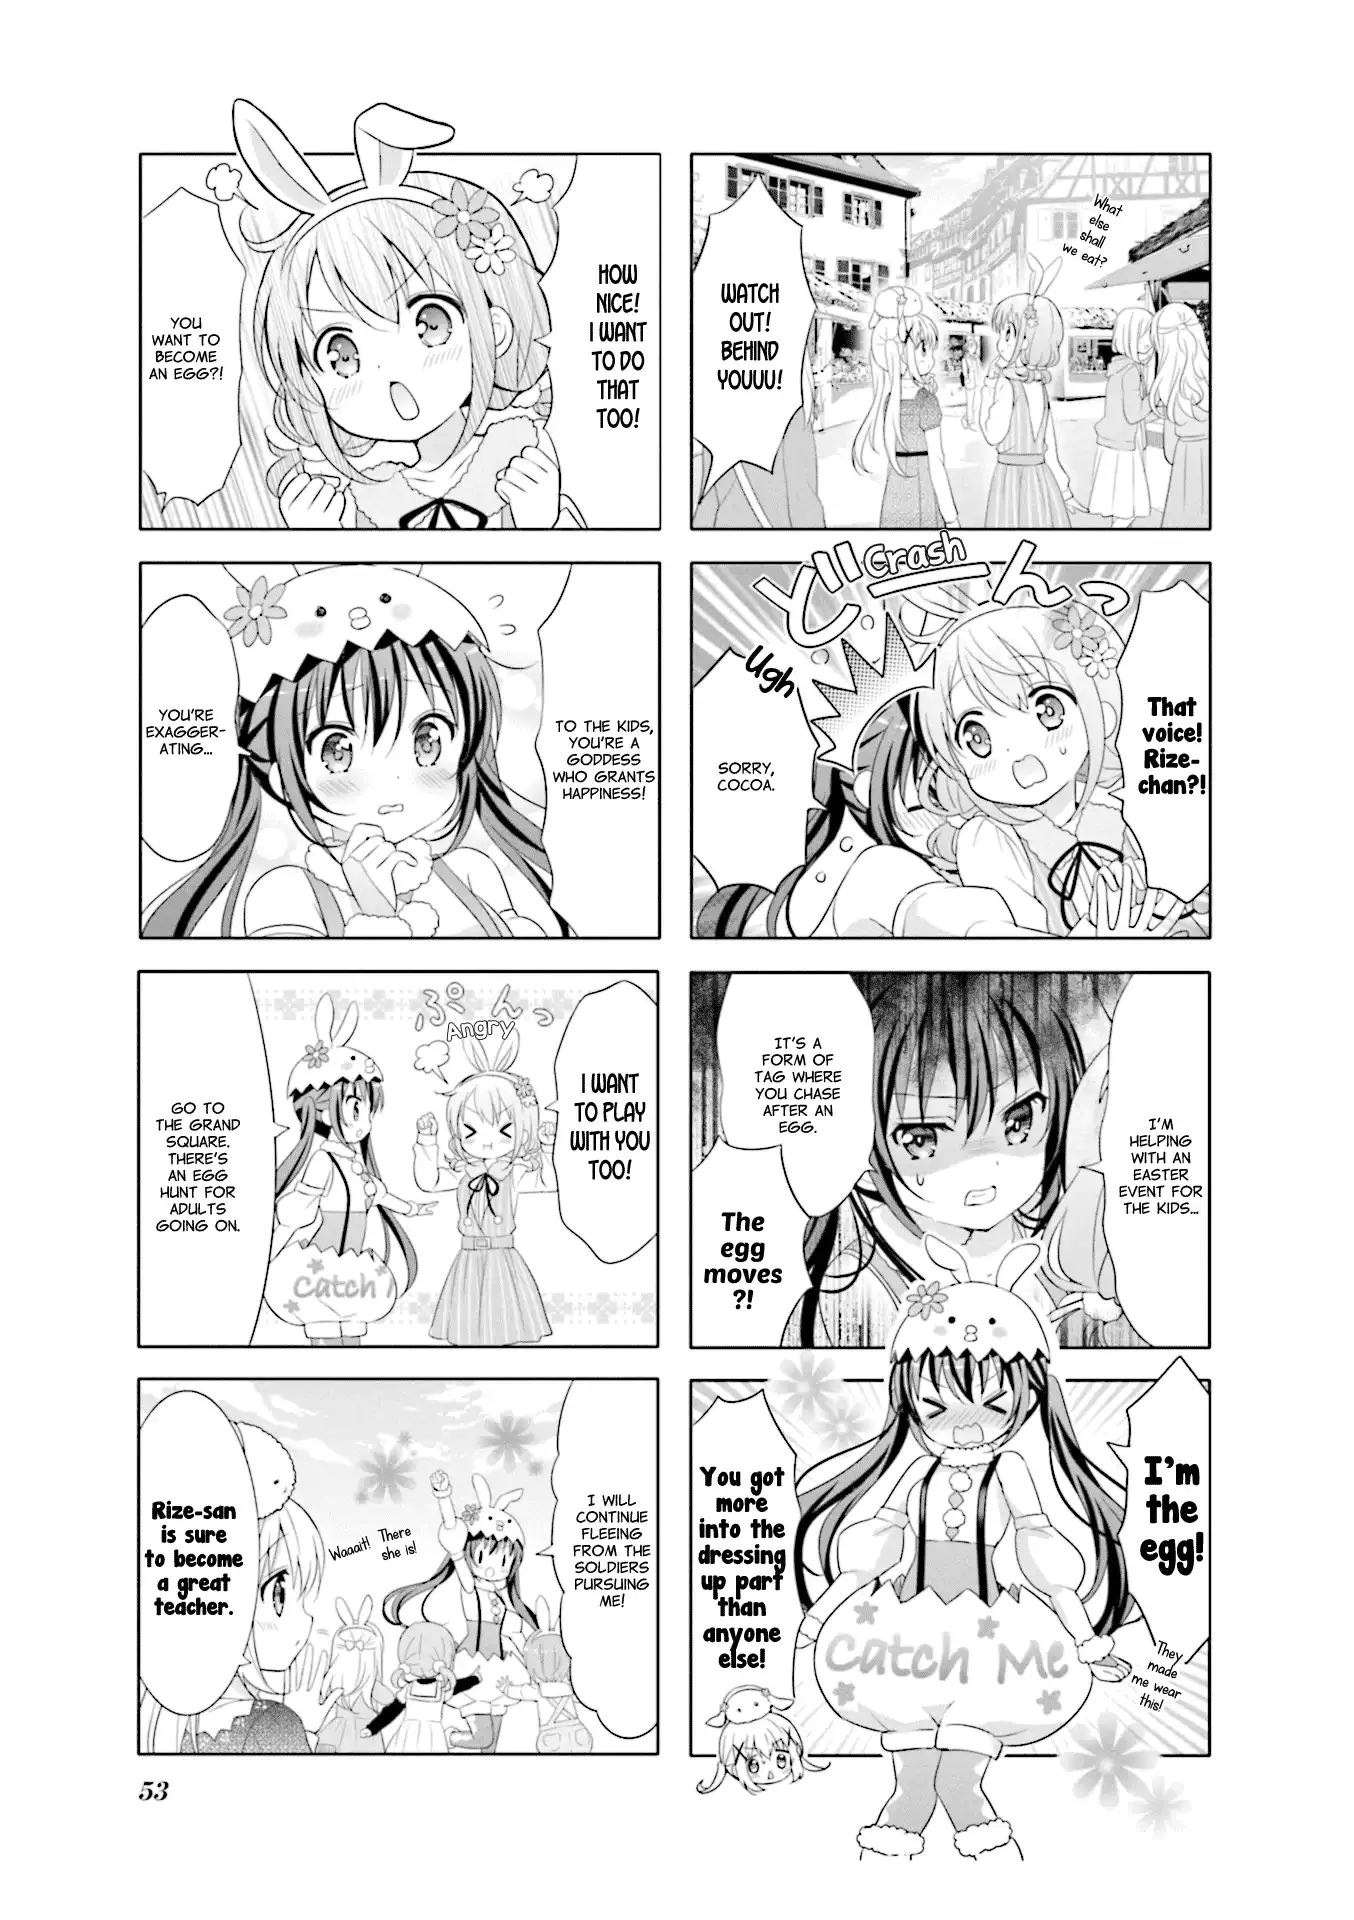 WATCH
OUT!
BEHIND
YOUUU!
What
else
shall
we eat?
どんっ
Crash
That
voice!
Rize-
chan?!
Ugh
SORRY,
COCOA.
I'M
HELPING
WITH AN
EASTER
EVENT FOR
THE KIDS...
IT'S A
FORM OF
TAG WHERE
YOU CHASE
AFTER AN
EGG.
The
egg
moves
?!
I'm
the
egg!
Catch Me
They
made
me wear
this!
You got
more
into the
dressing
up part
than
anyone
else!
HOW
NICE!
I WANT
TO DO
THAT
TOO!
YOU
WANT TO
BECOME
AN EGG?!
TO THE KIDS,
YOU'RE A
GODDESS
WHO GRANTS
HAPPINESS!
YOU'RE
EXAGGER-
ATING...
ぷんっ
Angry
I WANT
TO PLAY
WITH YOU
TOO!
GO TO
THE GRAND
SQUARE.
THERE'S
AN EGG
HUNT FOR
ADULTS
GOING ON.
Catch
I WILL
CONTINUE
FLEEING
FROM THE
SOLDIERS
PURSUING
ME!
Waaait! There
she is!
Rize-san
is sure
to become
a great
teacher.
53